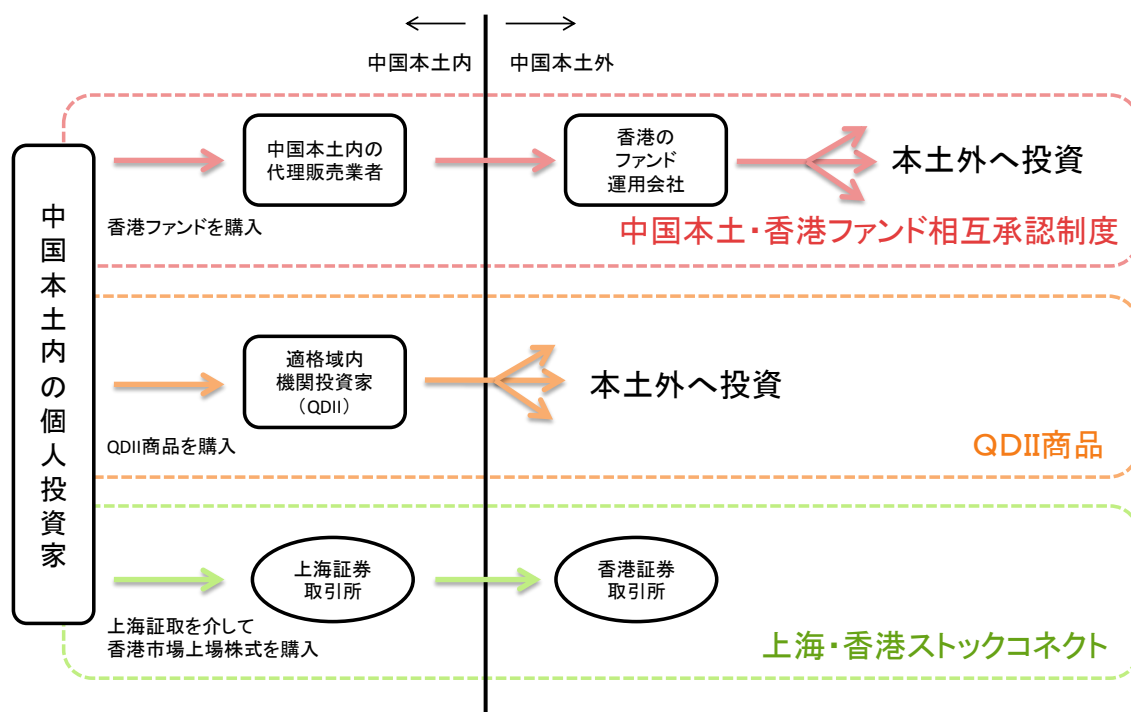 中国本土内
中国本土外
中国本土内の個人投資家
中国本土内の
代理販売業者
香港の
ファンド
運用会社
本土外へ投資
香港ファンドを購入
中国本土・香港ファンド相互承認制度
適格域内
機関投資家
（QDII）
本土外へ投資
QDII商品を購入
QDII商品
上海証券
取引所
香港証券
取引所
上海証取を介して
香港市場上場株式を購入
上海・香港ストックコネクト